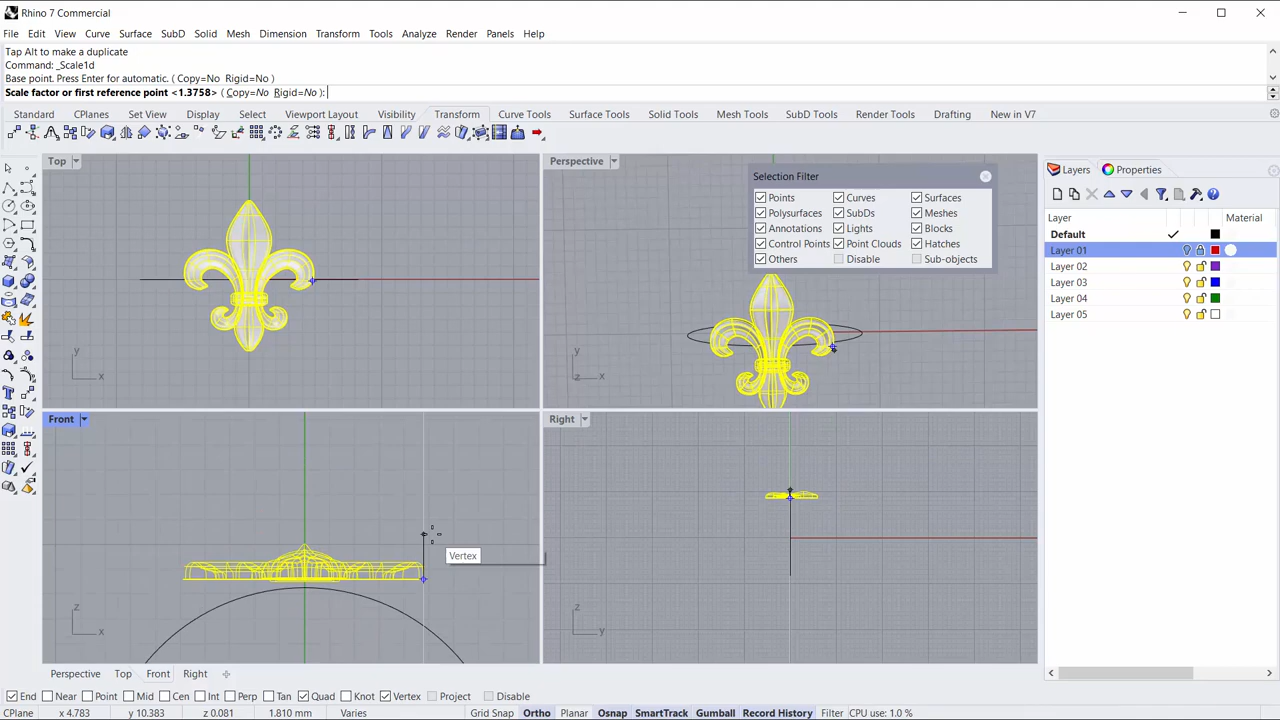 Rhino 7 Commercial
File Edit View Curve Surface SubD Solid Mesh Dimension Transform Tools Analyze Render Panels Help
Tap Alt to make a duplicate
Command: _Scale1d
Base point. Press Enter for automatic. ( Copy=No Rigid=No )
Scale factor or first reference point <1.3758> ( Copy=No Rigid=No ):
Standard CPlanes Set View Display Select Viewport Layout Visibility Transform Curve Tools Surface Tools Solid Tools Mesh Tools SubD Tools Render Tools Drafting New in V7
Top
Perspective
Selection Filter
Points Curves Surfaces
Polysurfaces SubDs Meshes
Annotations Lights Blocks
Control Points Point Clouds Hatches
Others Disable Sub-objects
Layers Properties
Layer Material
Default
Layer 01
Layer 02
Layer 03
Layer 04
Layer 05
y
x
y
z x
Front
Right
Vertex
z
x
z
y
Perspective Top Front Right
End Near Point Mid Cen Int Perp Tan Quad Knot Vertex Project Disable
CPlane x 4.783 y 10.383 z 0.081 1.810 mm Varies Grid Snap Ortho Planar Osnap SmartTrack Gumball Record History Filter CPU use: 1.0 %